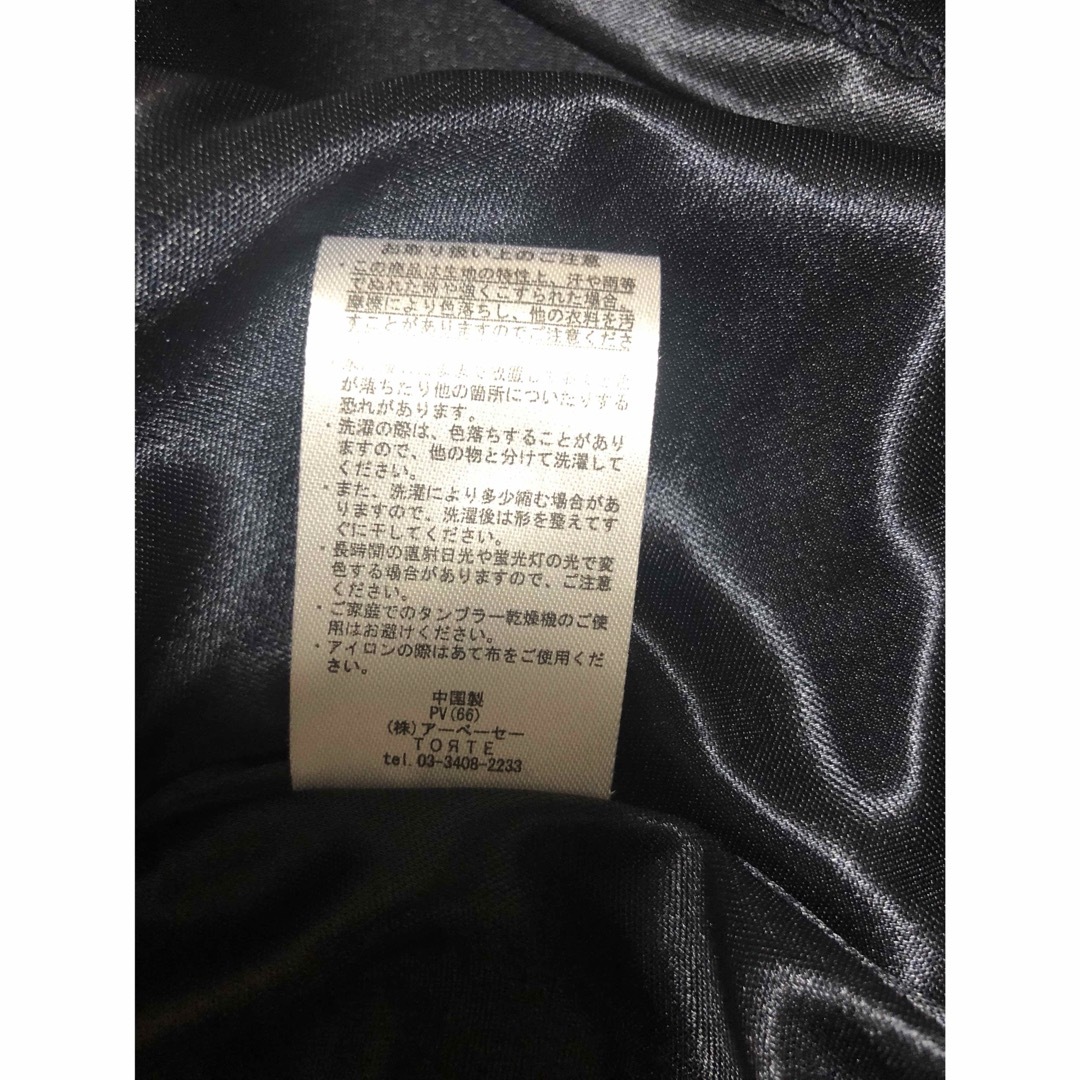 お取り扱い上のご注意
・この商品は生地の特性上、汗や雨等
でぬれた時や強くこすられた場合、
摩擦により色落ちし、他の衣料を汚
すことがありますのでご注意くださ
が落ちたり他の箇所についたりする
恐れがあります。
・洗濯の際は、色落ちすることがあり
ますので、他の物と分けて洗濯して
ください。
・また、洗濯により多少縮む場合があ
りますので、洗濯後は形を整えてす
ぐに干してください。
・長時間の直射日光や蛍光灯の光で変
色する場合がありますので、ご注意
ください。
・ご家庭でのタンブラー乾燥機のご使
用はお避けください。
・アイロンの際はあて布をご使用くだ
さい。
中国製
PV(66)
(株)アーペーセー
TOЯTE
tel.03-3408-2233